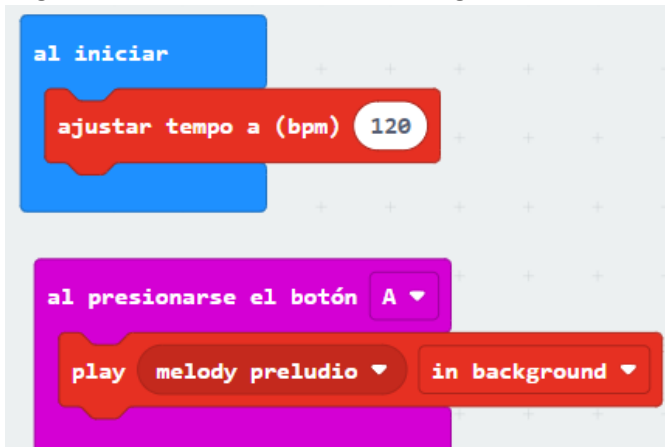 al iniciar
ajustar tempo a (bpm) 120
al presionarse el botón A
play melody preludio in background